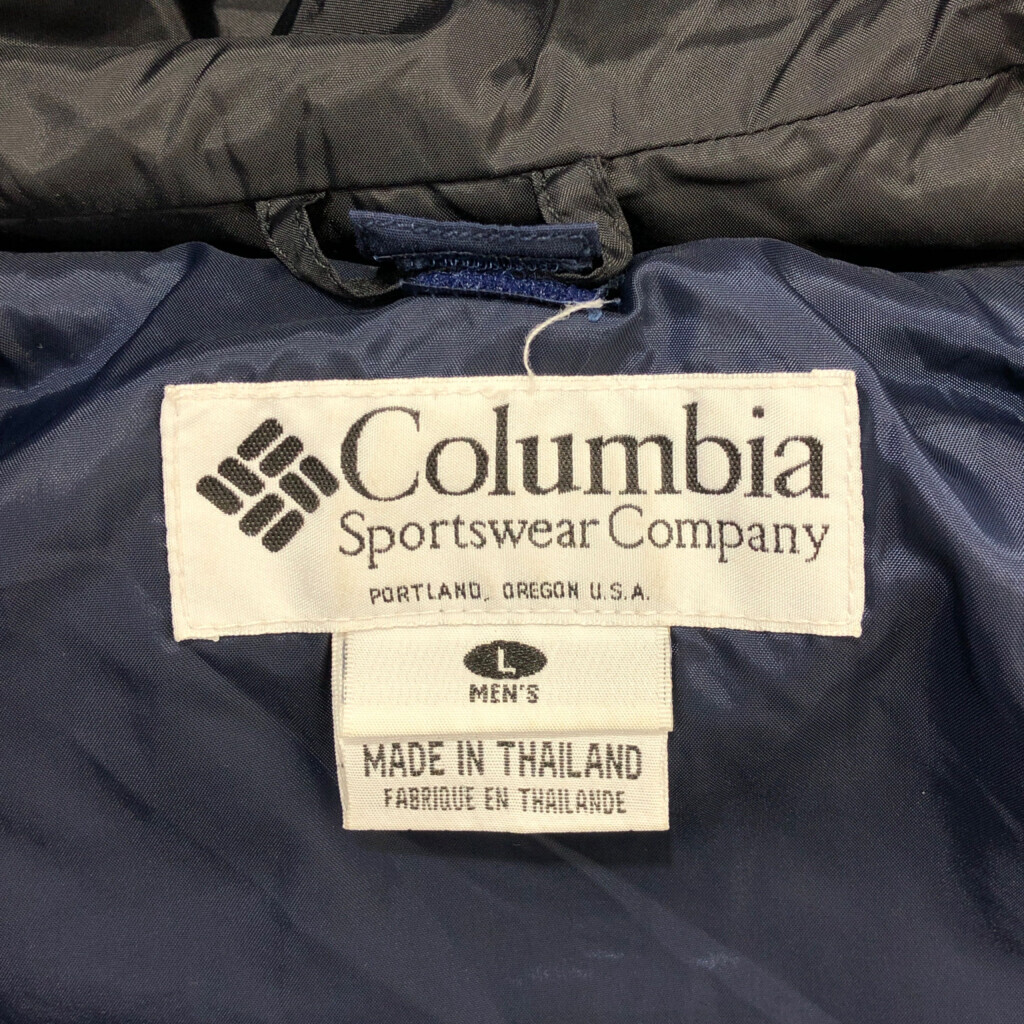 Columbia
Sportswear Company
PORTLAND, OREGON U.S.A.
L
MEN'S
MADE IN THAILAND
FABRIQUE EN THAILANDE